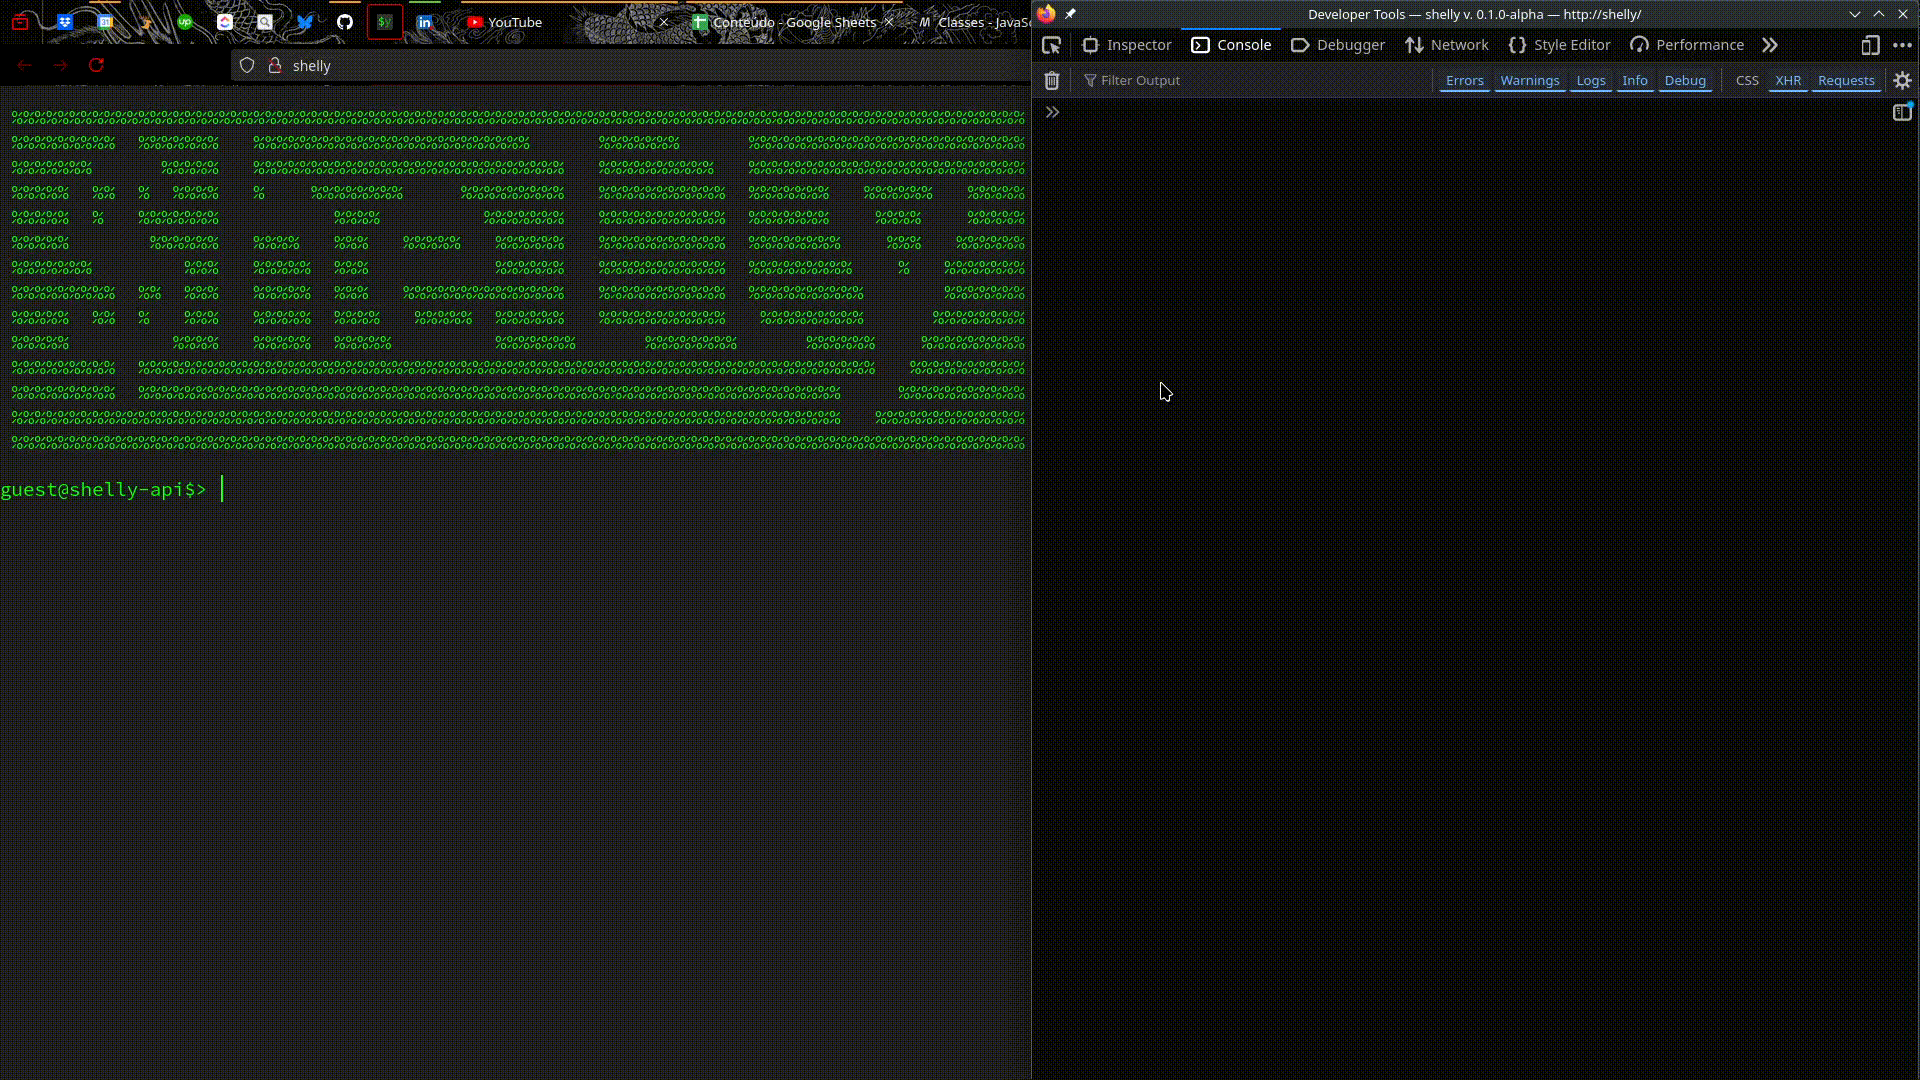 YouTube
Conteúdo - Google Sheets
Classes - JavaSc
shelly
guest@shelly-api$>
Developer Tools — shelly v. 0.1.0-alpha — http://shelly/
Inspector Console Debugger Network Style Editor Performance
Filter Output Errors Warnings Logs Info Debug CSS XHR Requests